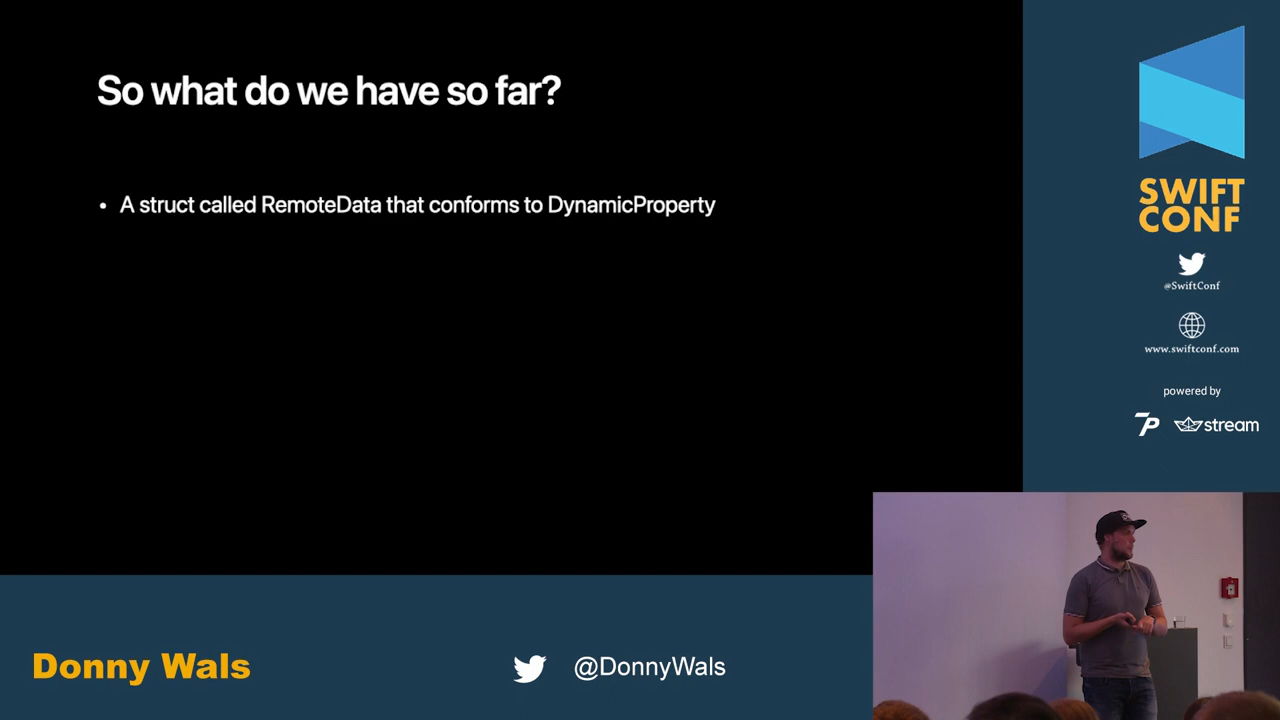 So what do we have so far?
• A struct called RemoteData that conforms to DynamicProperty
SWIFT
CONF
@SwiftConf
www.swiftconf.com
powered by
7P stream
Donny Wals
@DonnyWals